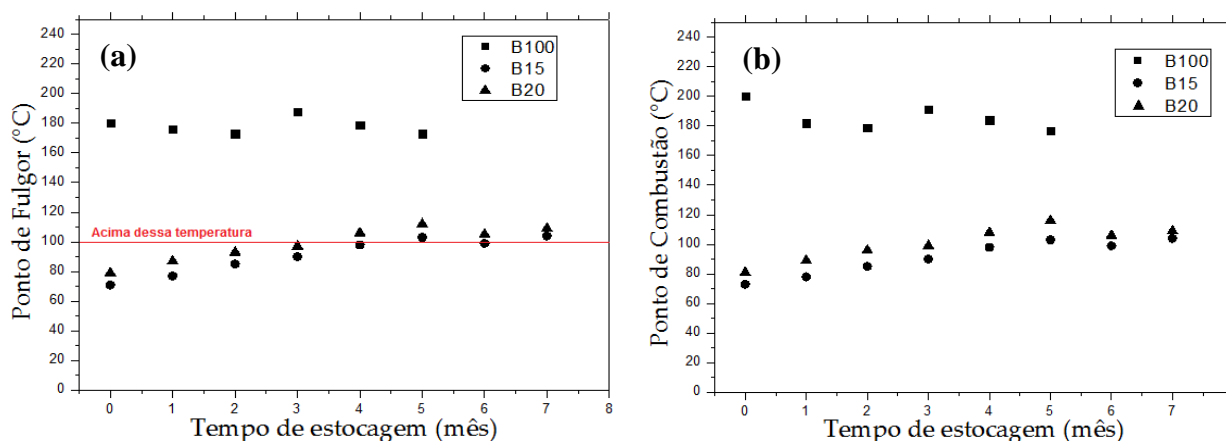 (a)
B100
B15
B20
Ponto de Fulgor (°C)
240
220
200
180
160
140
120
100
80
60
40
20
0
Acima dessa temperatura
0 1 2 3 4 5 6 7 8
Tempo de estocagem (mês)
(b)
B100
B15
B20
Ponto de Combustão (°C)
240
220
200
180
160
140
120
100
80
60
40
20
0
0 1 2 3 4 5 6 7
Tempo de estocagem (mês)